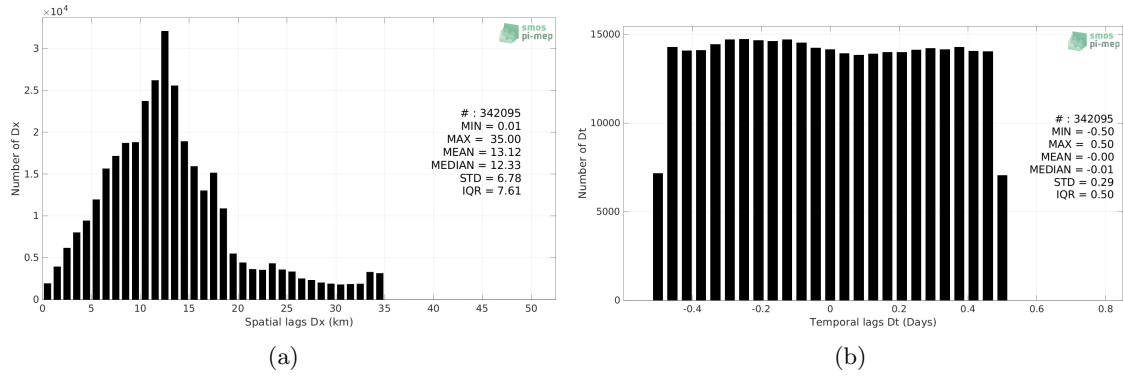 ×10⁴
3
2.5
2
1.5
1
0.5
0
Number of Dx
smos
pi-mep
# : 342095
MIN = 0.01
MAX = 35.00
MEAN = 13.12
MEDIAN = 12.33
STD = 6.78
IQR = 7.61
0 5 10 15 20 25 30 35 40 45 50
Spatial lags Dx (km)
(a)
15000
10000
5000
0
Number of Dt
smos
pi-mep
# : 342095
MIN = -0.50
MAX = 0.50
MEAN = -0.00
MEDIAN = -0.01
STD = 0.29
IQR = 0.50
-0.4 -0.2 0 0.2 0.4 0.6 0.8
Temporal lags Dt (Days)
(b)